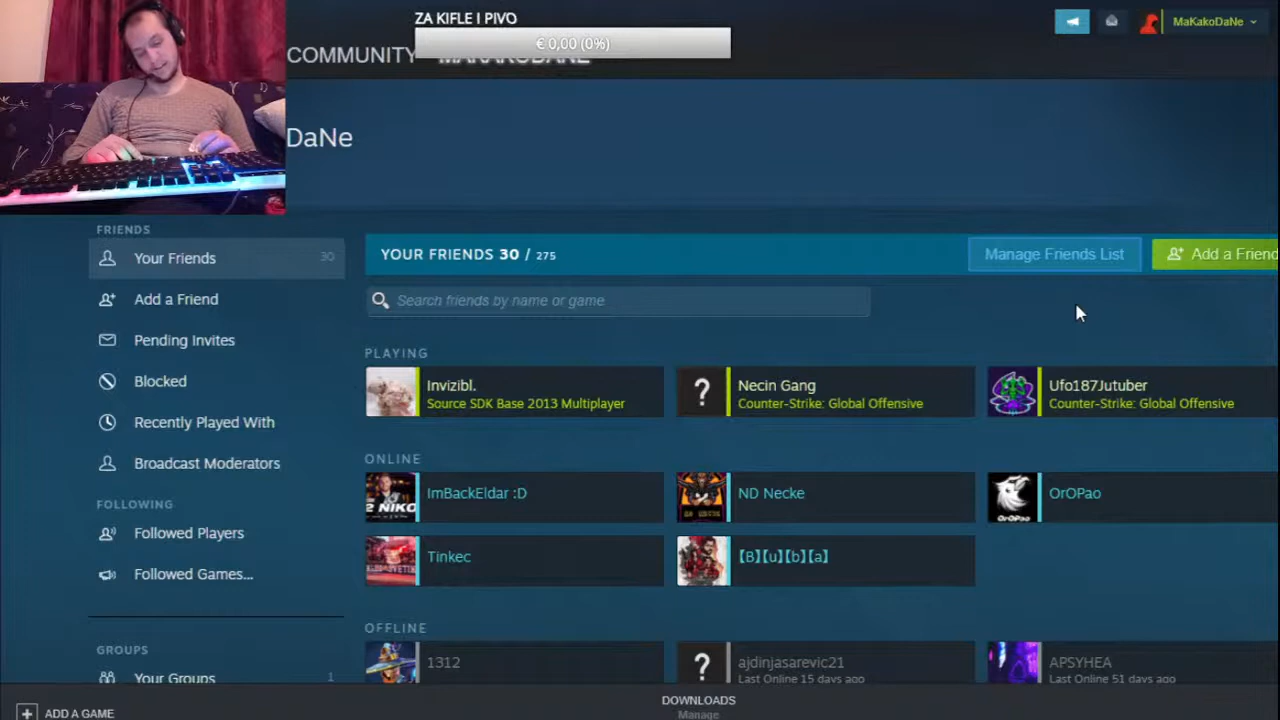 ZA KIFLE I PIVO
€ 0,00 (0%)
MaKakoDaNe
COMMUNITY MAKAKODANE
DaNe
FRIENDS
Your Friends 30
Add a Friend
Pending Invites
Blocked
Recently Played With
Broadcast Moderators
FOLLOWING
Followed Players
Followed Games...
GROUPS
Your Groups 1
YOUR FRIENDS 30 / 275
Manage Friends List
Add a Friend
Search friends by name or game
PLAYING
Invizibl.
Source SDK Base 2013 Multiplayer
Necin Gang
Counter-Strike: Global Offensive
Ufo187Jutuber
Counter-Strike: Global Offensive
ONLINE
ImBackEldar :D
ND Necke
OrOPao
OrOPao
Tinkec
【B】【u】【b】【a】
OFFLINE
1312
ajdinjasarevic21
Last Online 15 days ago
APSYHEA
Last Online 51 days ago
ADD A GAME
DOWNLOADS
Manage